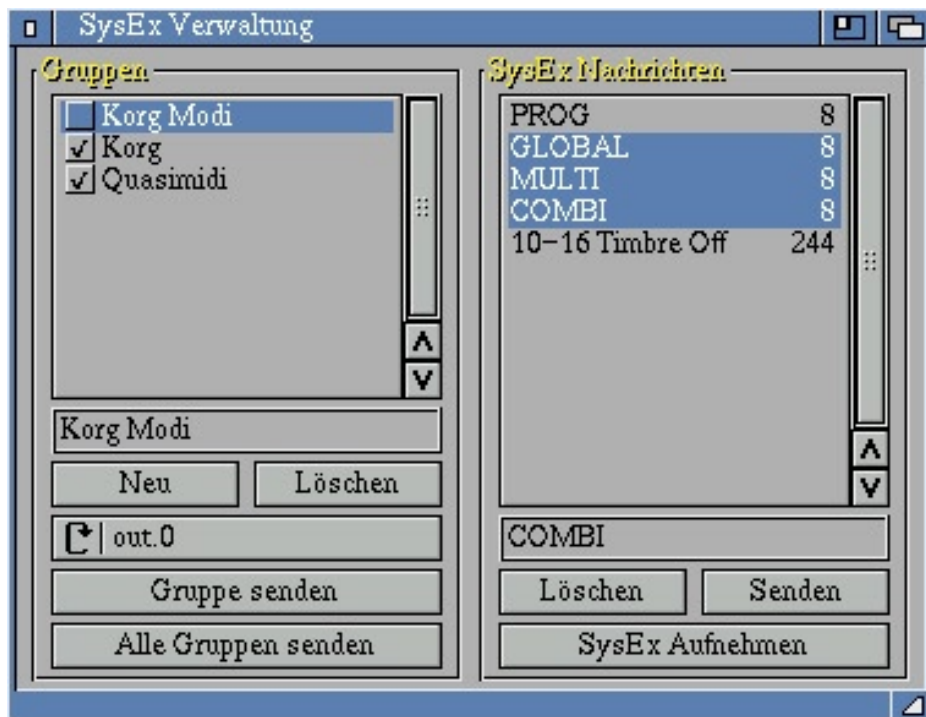 SysEx Verwaltung
Gruppen
Korg Modi
Korg
Quasimidi
Korg Modi
Neu
Löschen
out.0
Gruppe senden
Alle Gruppen senden
SysEx Nachrichten
PROG 8
GLOBAL 8
MULTI 8
COMBI 8
10-16 Timbre Off 244
COMBI
Löschen
Senden
SysEx Aufnehmen